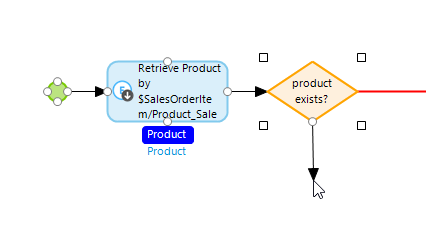 Retrieve Product
by
$SalesOrderIte
m/Product_Sale
Product
Product
product
exists?